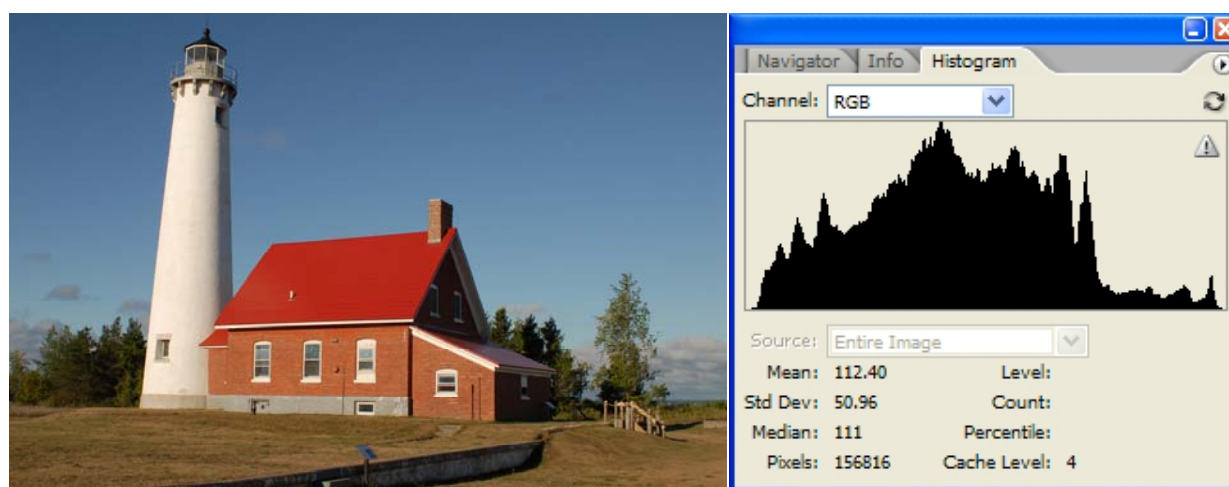 Navigator Info Histogram
Channel: RGB
Source: Entire Image
Mean: 112.40 Level:
Std Dev: 50.96 Count:
Median: 111 Percentile:
Pixels: 156816 Cache Level: 4